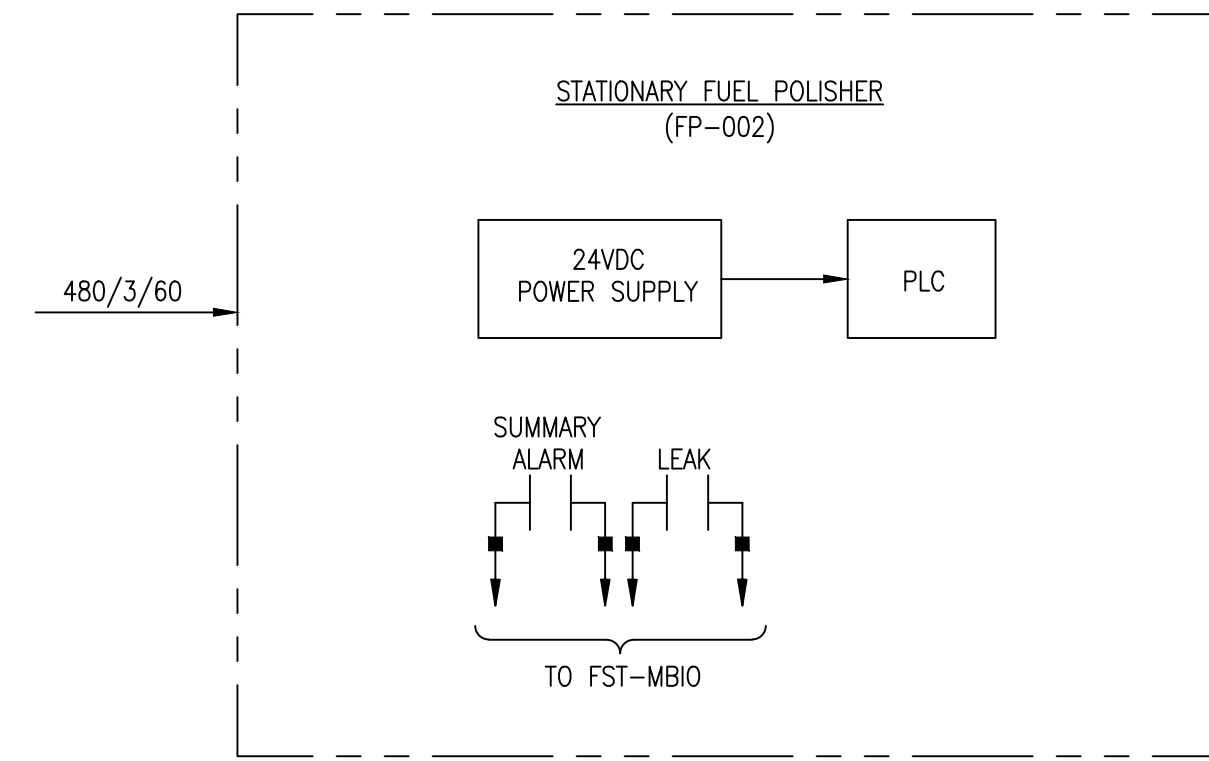 STATIONARY FUEL POLISHER
(FP-002)
480/3/60
24VDC
POWER SUPPLY
PLC
SUMMARY
ALARM
LEAK
TO FST-MBIO